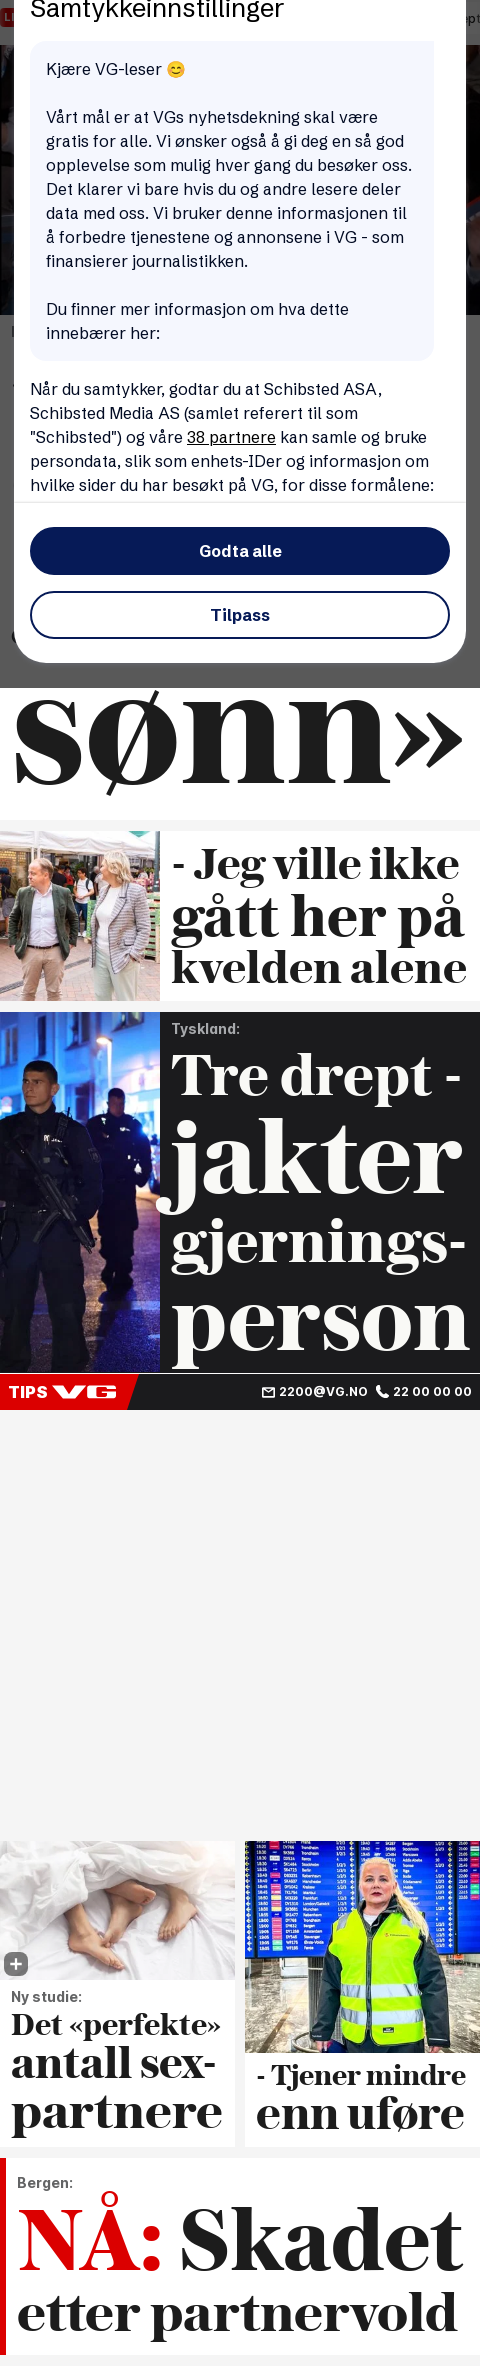 Samtykkeinnstillinger
Kjære VG-leser 😊
Vårt mål er at VGs nyhetsdekning skal være
gratis for alle. Vi ønsker også å gi deg en så god
opplevelse som mulig hver gang du besøker oss.
Det klarer vi bare hvis du og andre lesere deler
data med oss. Vi bruker denne informasjonen til
å forbedre tjenestene og annonsene i VG - som
finansierer journalistikken.
Du finner mer informasjon om hva dette
innebærer her:
Når du samtykker, godtar du at Schibsted ASA,
Schibsted Media AS (samlet referert til som
"Schibsted") og våre 38 partnere kan samle og bruke
persondata, slik som enhets-IDer og informasjon om
hvilke sider du har besøkt på VG, for disse formålene:
Godta alle
Tilpass
sønn»
- Jeg ville ikke
gått her på
kvelden alene
Tyskland:
Tre drept -
jakter
gjernings-
person
TIPS VG 2200@VG.NO 22 00 00 00
Ny studie:
Det «perfekte»
antall sex-
partnere
- Tjener mindre
enn uføre
Bergen:
NÅ: Skadet
etter partnervold